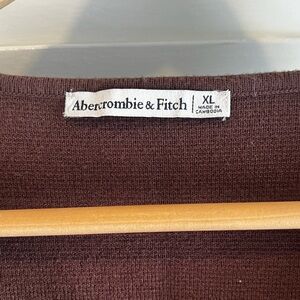 Abercrombie & Fitch
XL
MADE IN
CAMBODIA